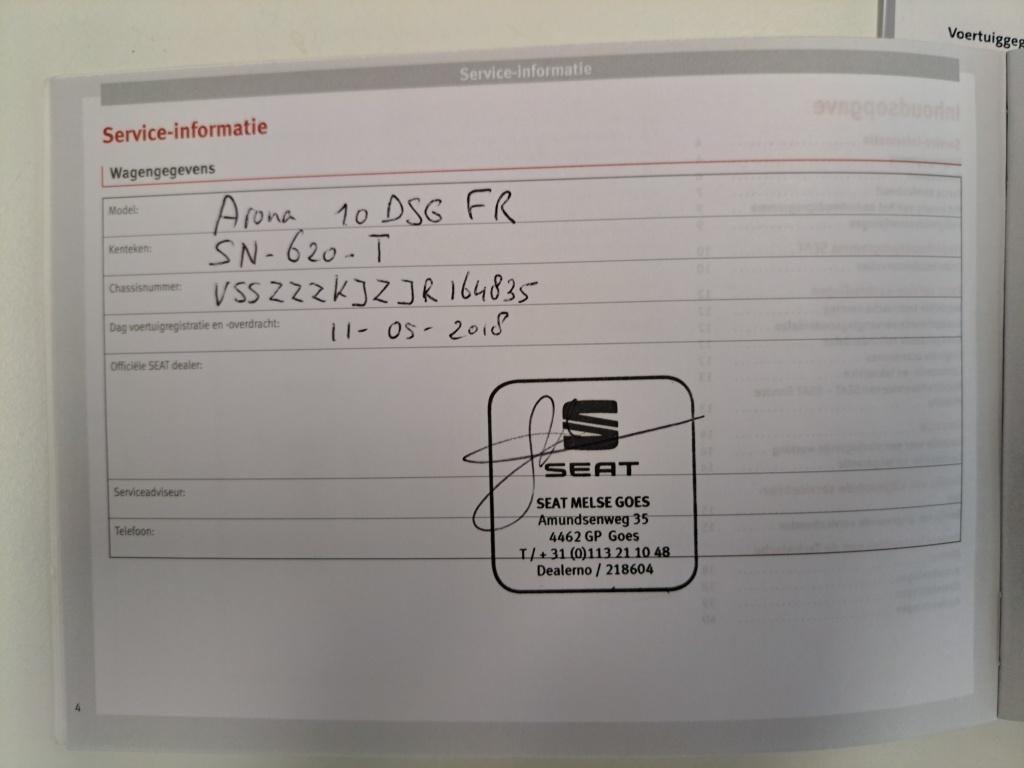 Voertuiggeg
Service-informatie
Service-informatie
Wagengegevens
Model: Arona 10 DSG FR
Kenteken: SN-620-T
Chassisnummer: VSSZZZKJZJR164835
Dag voertuigregistratie en -overdracht: 11-05-2018
Officiële SEAT dealer:
SEAT
SEAT MELSE GOES
Amundsenweg 35
4462 GP Goes
T / + 31 (0)113 21 10 48
Dealerno / 218604
Serviceadviseur:
Telefoon:
4